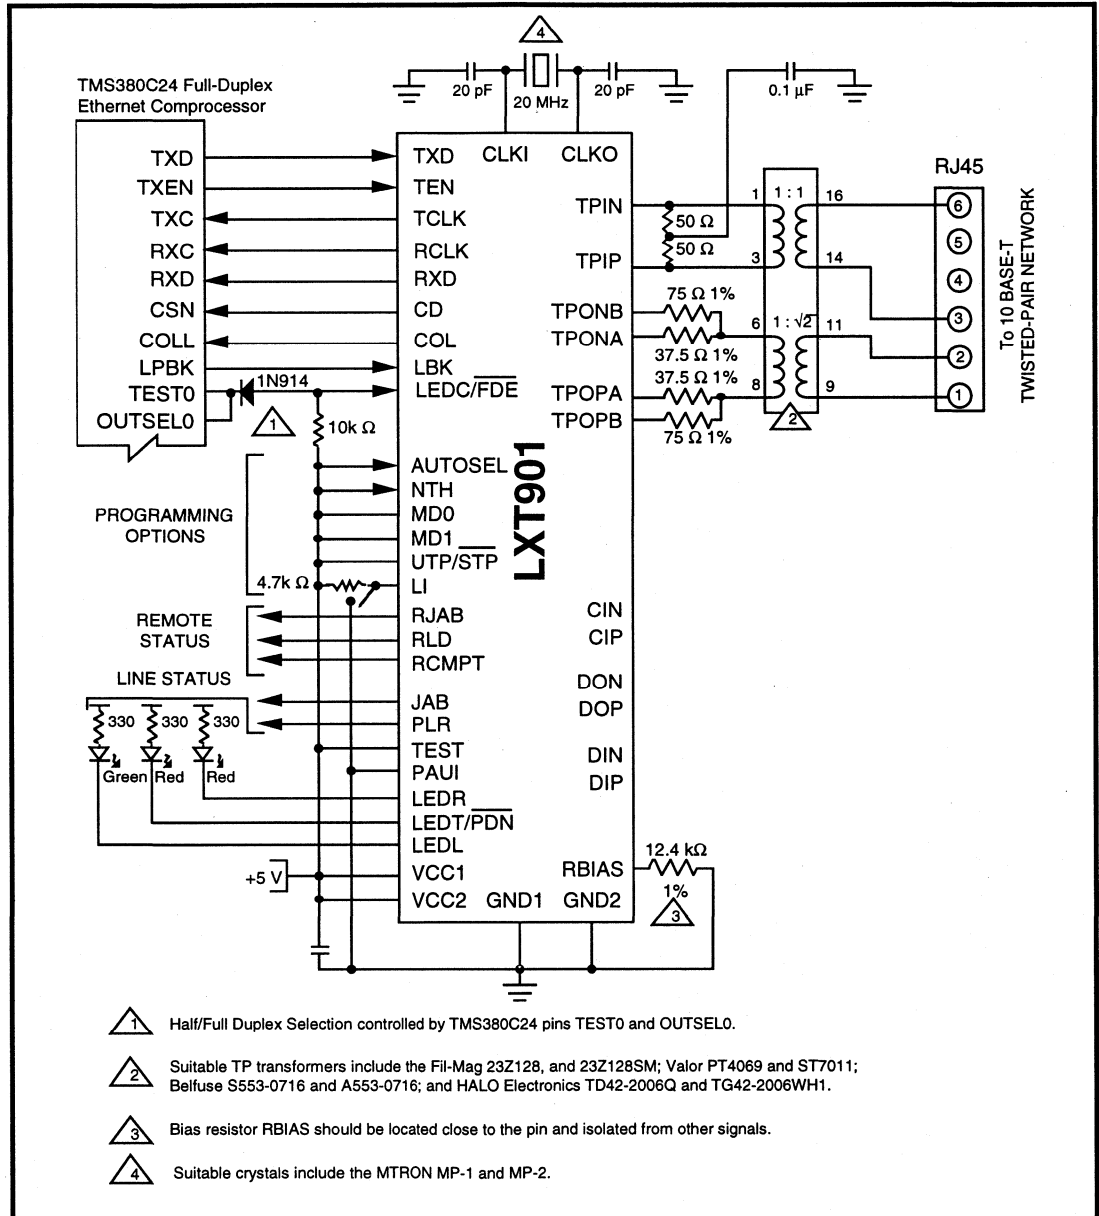 4
TMS380C24 Full-Duplex
Ethernet Comprocessor
20 pF
20 MHz
20 pF
0.1 µF
TXD
TXEN
TXC
RXC
RXD
CSN
COLL
LPBK
TEST0
OUTSEL0
1N914
1
10k Ω
TXD
TEN
TCLK
RCLK
RXD
CD
COL
LBK
LEDC/FDE
CLKI
CLKO
TPIN
TPIP
TPONB
TPONA
TPOPA
TPOPB
50 Ω
50 Ω
75 Ω 1%
37.5 Ω 1%
37.5 Ω 1%
75 Ω 1%
1
1 : 1
16
3
14
6
1 : √2
11
8
9
2
RJ45
6
5
4
3
2
1
To 10 BASE-T
TWISTED-PAIR NETWORK
LXT901
PROGRAMMING
OPTIONS
4.7k Ω
AUTOSEL
NTH
MD0
MD1
UTP/STP
LI
REMOTE
STATUS
RJAB
RLD
RCMPT
LINE STATUS
JAB
PLR
330
330
330
Green
Red
Red
TEST
PAUI
LEDR
LEDT/PDN
LEDL
+5 V
VCC1
VCC2
GND1
GND2
CIN
CIP
DON
DOP
DIN
DIP
RBIAS
12.4 kΩ
1%
3
1 Half/Full Duplex Selection controlled by TMS380C24 pins TEST0 and OUTSEL0.
2 Suitable TP transformers include the Fil-Mag 23Z128, and 23Z128SM; Valor PT4069 and ST7011;
Belfuse S553-0716 and A553-0716; and HALO Electronics TD42-2006Q and TG42-2006WH1.
3 Bias resistor RBIAS should be located close to the pin and isolated from other signals.
4 Suitable crystals include the MTRON MP-1 and MP-2.